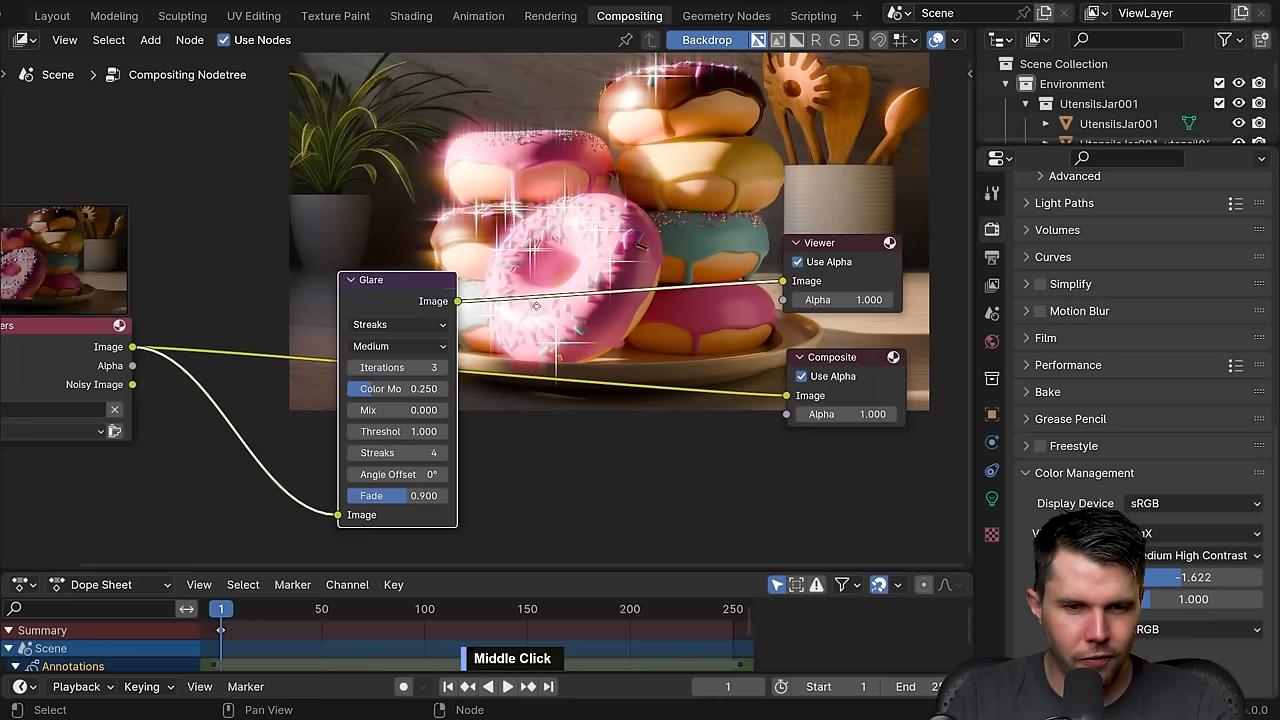 Layout Modeling Sculpting UV Editing Texture Paint Shading Animation Rendering Compositing Geometry Nodes Scripting + Scene ViewLayer
View Select Add Node Use Nodes Backdrop R G B
Scene Compositing Nodetree
Scene Collection
Environment
UtensilsJar001
UtensilsJar001
Advanced
Light Paths
Volumes
Curves
Simplify
Motion Blur
Film
Performance
Bake
Grease Pencil
Freestyle
Color Management
Display Device sRGB
edium High Contrast
-1.622
1.000
RGB
Image
Alpha
Noisy Image
Glare
Image
Streaks
Medium
Iterations 3
Color Mo 0.250
Mix 0.000
Threshol 1.000
Streaks 4
Angle Offset 0°
Fade 0.900
Image
Viewer
Use Alpha
Image
Alpha 1.000
Composite
Use Alpha
Image
Alpha 1.000
Dope Sheet View Select Marker Channel Key
1 50 100 150 200 250
Summary
Scene
Annotations
Middle Click
Playback Keying View Marker 1 Start 1 End
Select Pan View Node